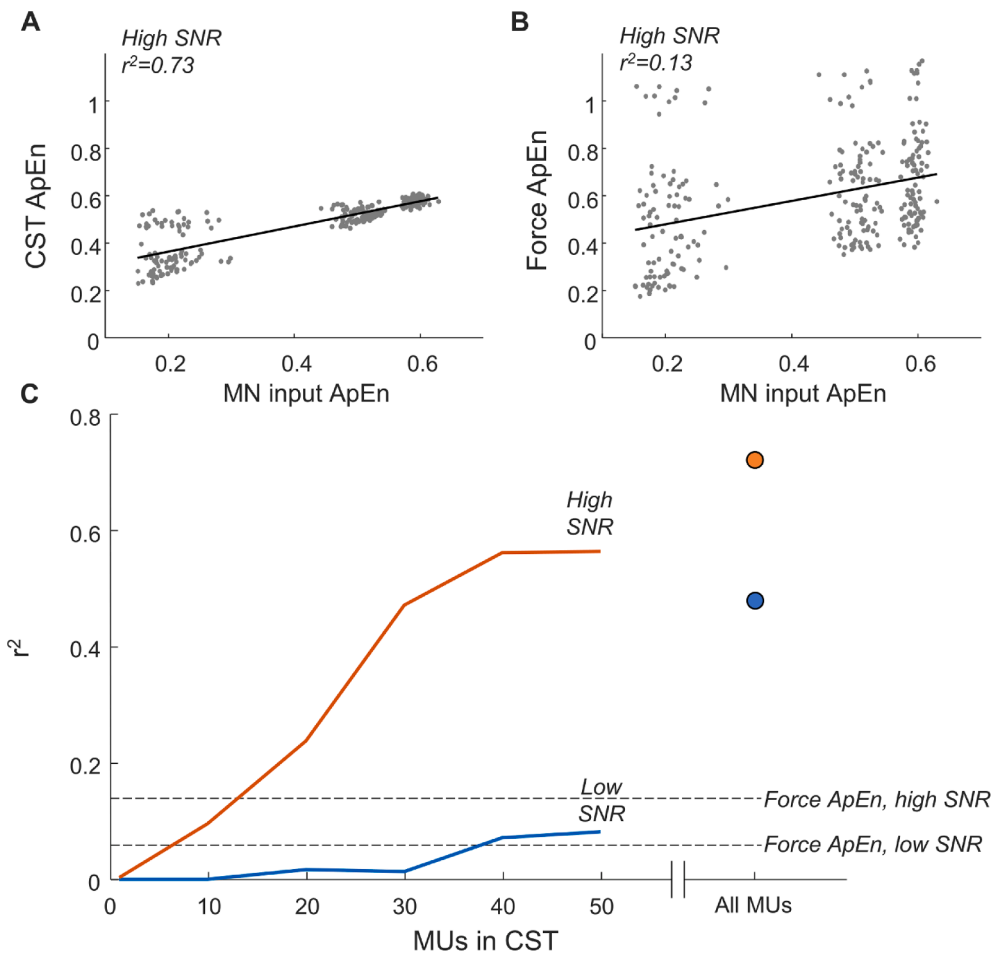 A
High SNR
r²=0.73
CST ApEn
1
0.8
0.6
0.4
0.2
0
0.2
0.4
0.6
MN input ApEn
B
High SNR
r²=0.13
Force ApEn
1
0.8
0.6
0.4
0.2
0
0.2
0.4
0.6
MN input ApEn
C
r²
0.8
0.6
0.4
0.2
0
High
SNR
Low
SNR
Force ApEn, high SNR
Force ApEn, low SNR
0
10
20
30
40
50
All MUs
MUs in CST